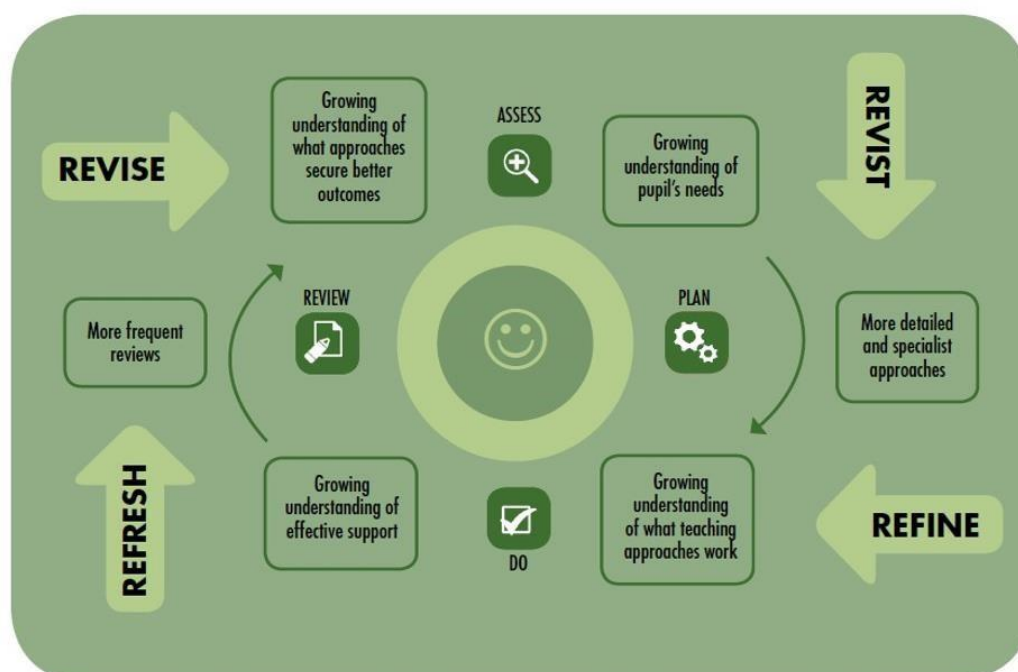 Growing
understanding of
what approaches
secure better
outcomes
ASSESS
Growing
understanding of
pupil's needs
REVISE
REVIST
More frequent
reviews
REVIEW
PLAN
More detailed
and specialist
approaches
REFRESH
Growing
understanding of
effective support
DO
Growing
understanding
of what teaching
approaches work
REFINE